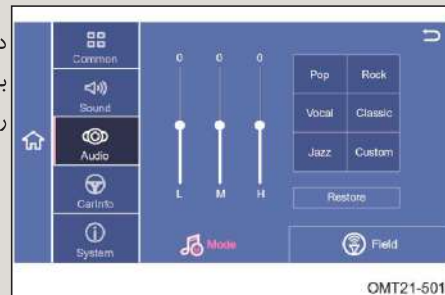 Common
Sound
Audio
CarInfo
System
0 0 0
L M H
Pop Rock
Vocal Classic
Jazz Custom
Restore
Mode
Field
OMT21-501